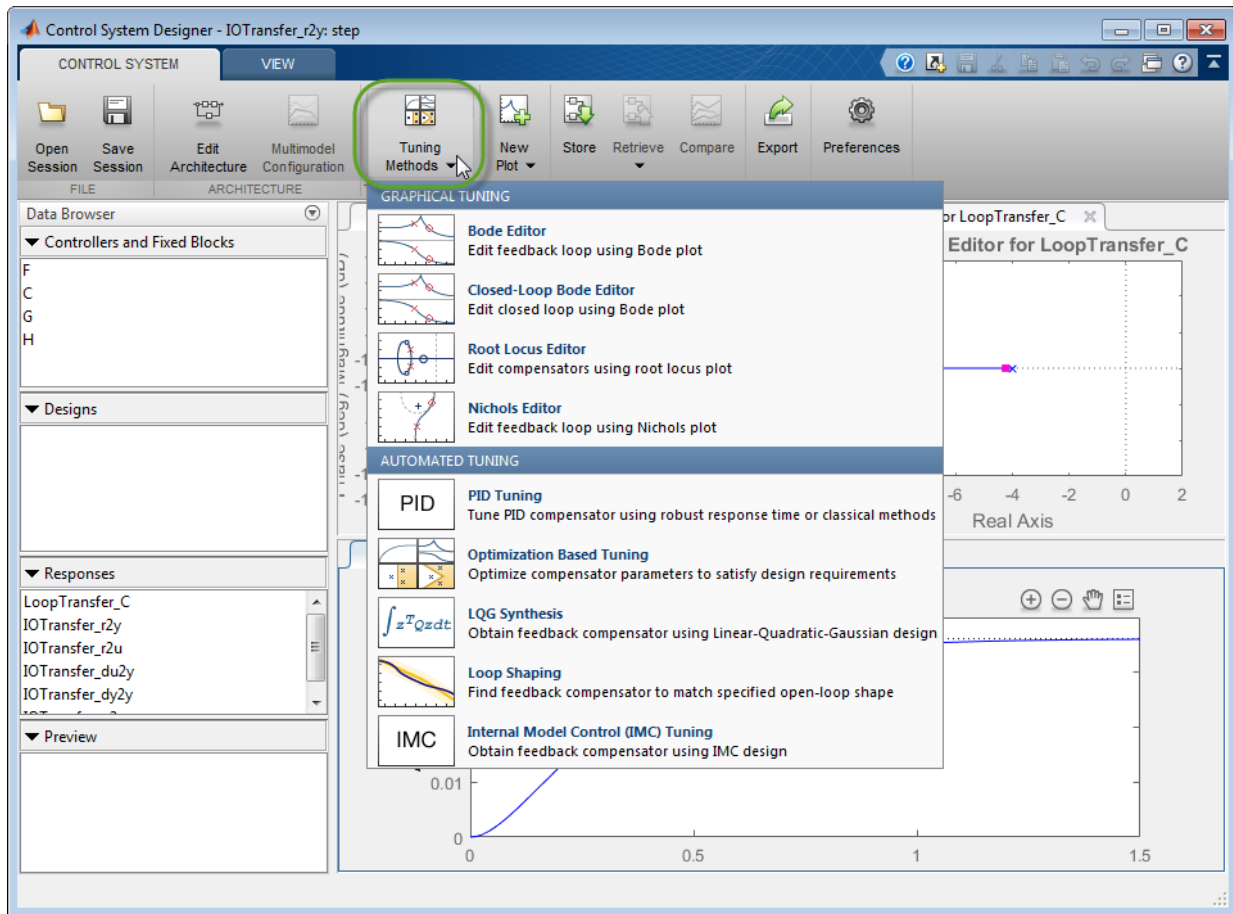 Control System Designer - IOTransfer_r2y: step
CONTROL SYSTEM
VIEW
Open Session
Save Session
Edit Architecture
Multimodel Configuration
Tuning Methods
New Plot
Store
Retrieve
Compare
Export
Preferences
FILE
ARCHITECTURE
Data Browser
Controllers and Fixed Blocks
F
C
G
H
Designs
Responses
LoopTransfer_C
IOTransfer_r2y
IOTransfer_r2u
IOTransfer_du2y
IOTransfer_dy2y
Preview
GRAPHICAL TUNING
Bode Editor
Edit feedback loop using Bode plot
Closed-Loop Bode Editor
Edit closed loop using Bode plot
Root Locus Editor
Edit compensators using root locus plot
Nichols Editor
Edit feedback loop using Nichols plot
AUTOMATED TUNING
PID
PID Tuning
Tune PID compensator using robust response time or classical methods
Optimization Based Tuning
Optimize compensator parameters to satisfy design requirements
∫zᵀQzdt
LQG Synthesis
Obtain feedback compensator using Linear-Quadratic-Gaussian design
Loop Shaping
Find feedback compensator to match specified open-loop shape
IMC
Internal Model Control (IMC) Tuning
Obtain feedback compensator using IMC design
or LoopTransfer_C
Editor for LoopTransfer_C
-6 -4 -2 0 2
Real Axis
0.01
0
0 0.5 1 1.5